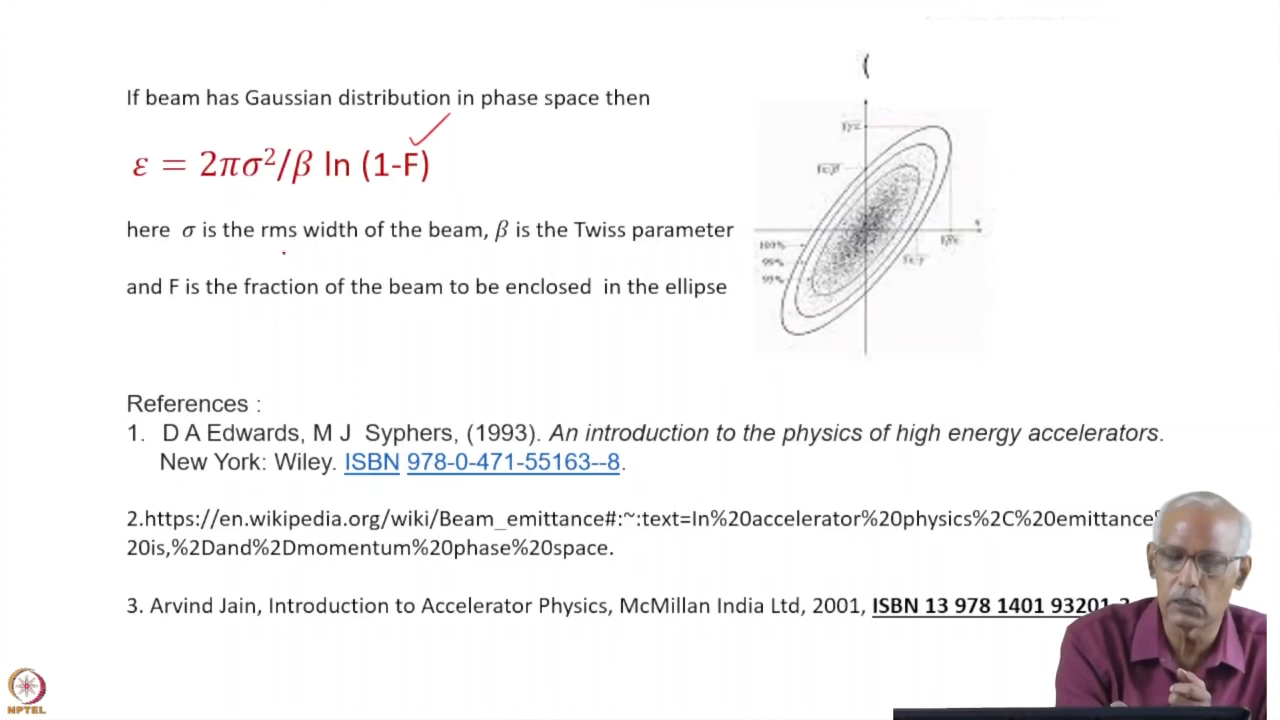 If beam has Gaussian distribution in phase space then
ε = 2πσ²/β ln (1-F)
here σ is the rms width of the beam, β is the Twiss parameter
and F is the fraction of the beam to be enclosed in the ellipse
100%
99%
95%
References :
1. D A Edwards, M J Syphers, (1993). An introduction to the physics of high energy accelerators.
New York: Wiley. ISBN 978-0-471-55163--8.
2.https://en.wikipedia.org/wiki/Beam_emittance#:~:text=In%20accelerator%20physics%2C%20emittance%
20is,%2Dand%2Dmomentum%20phase%20space.
3. Arvind Jain, Introduction to Accelerator Physics, McMillan India Ltd, 2001, ISBN 13 978 1401 93201
NPTEL